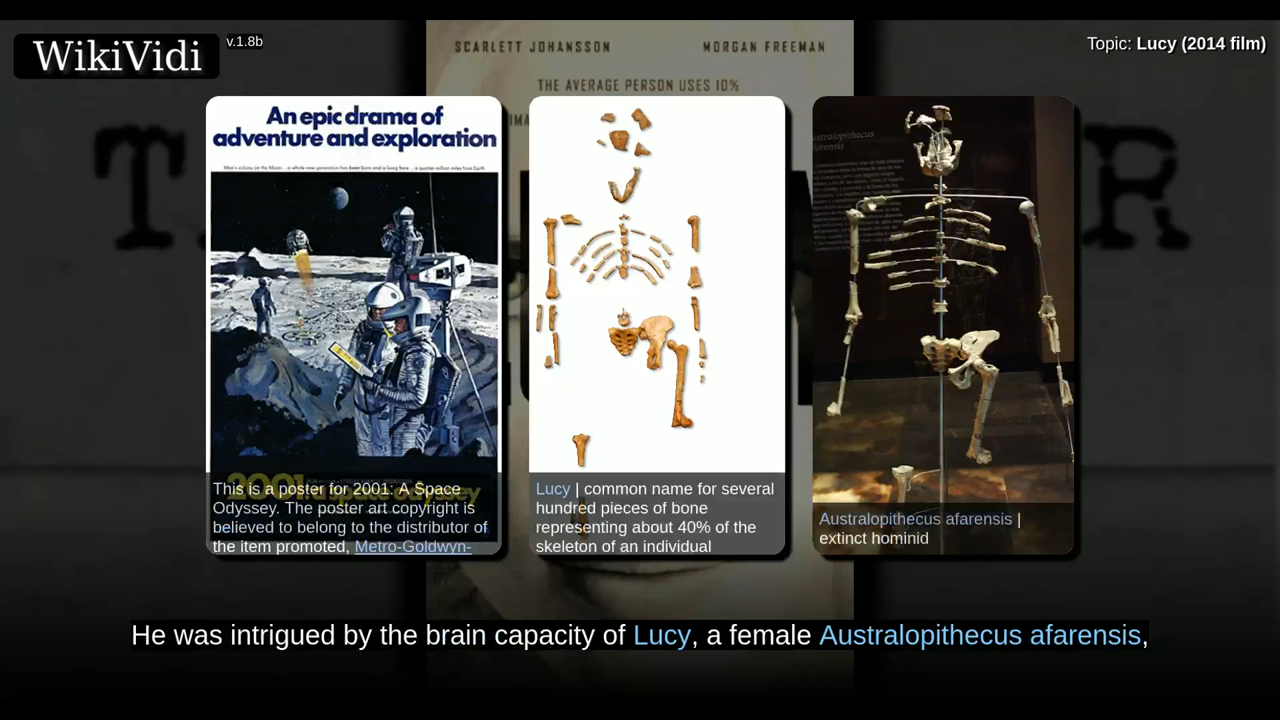 WikiVidi
v.1.8b
Topic: Lucy (2014 film)
SCARLETT JOHANSSON MORGAN FREEMAN
THE AVERAGE PERSON USES 10%
An epic drama of
adventure and exploration
2001: a space odyssey
This is a poster for 2001: A Space
Odyssey. The poster art copyright is
believed to belong to the distributor of
the item promoted, Metro-Goldwyn-
Lucy | common name for several
hundred pieces of bone
representing about 40% of the
skeleton of an individual
Australopithecus afarensis |
extinct hominid
He was intrigued by the brain capacity of Lucy, a female Australopithecus afarensis,